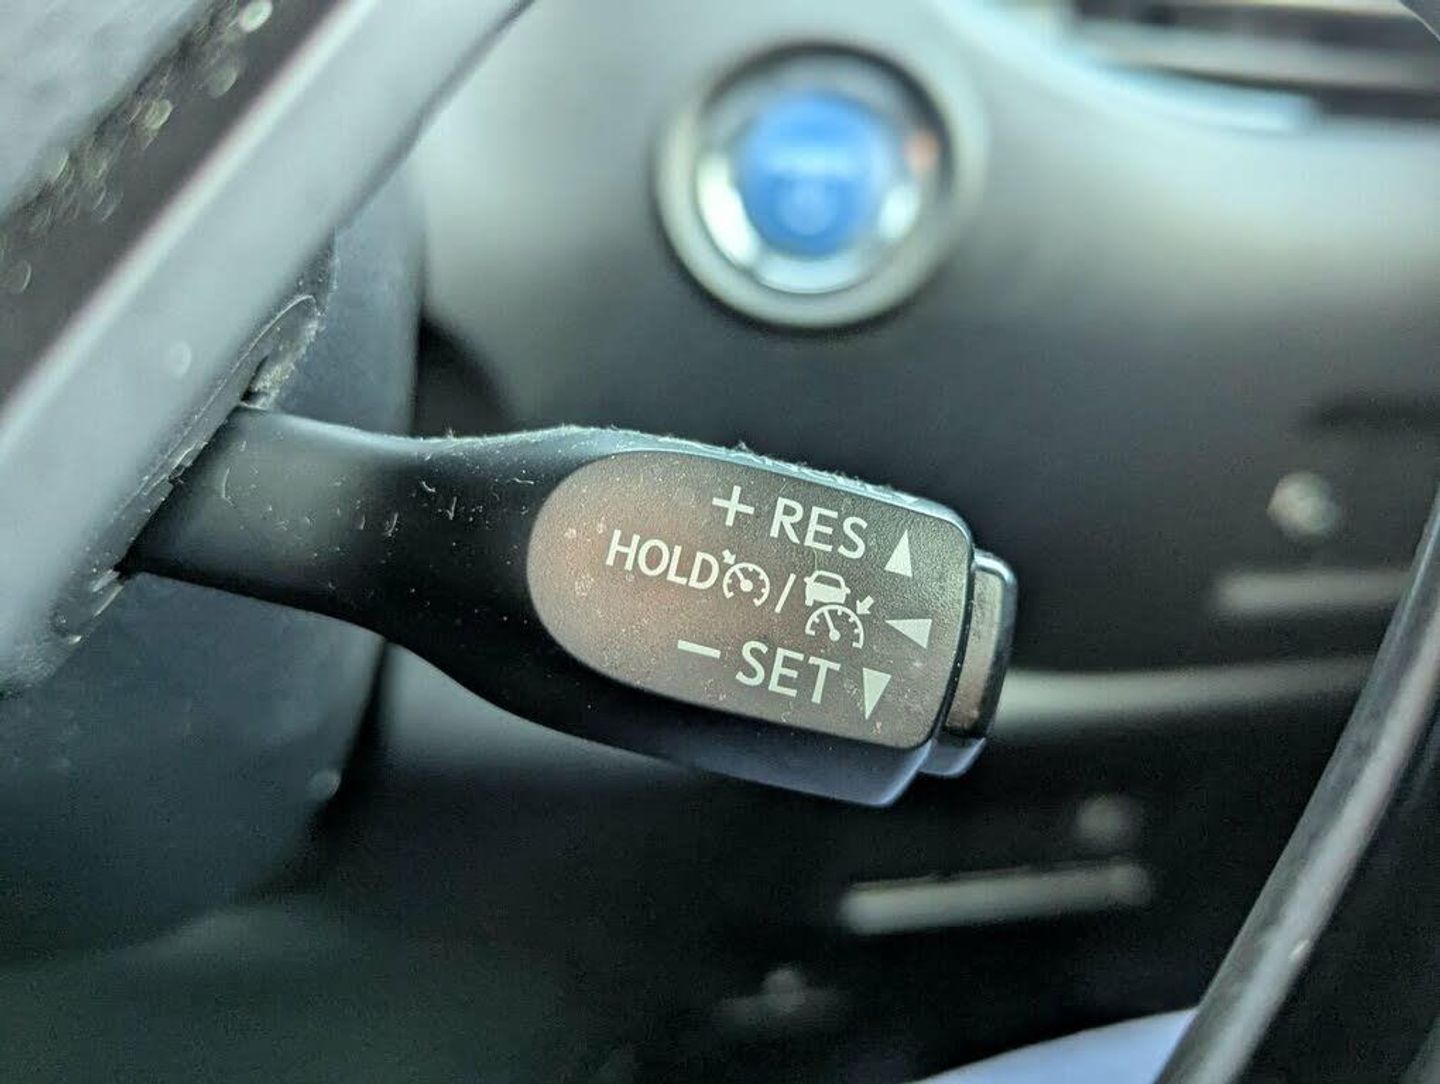 + RES
HOLD /
− SET